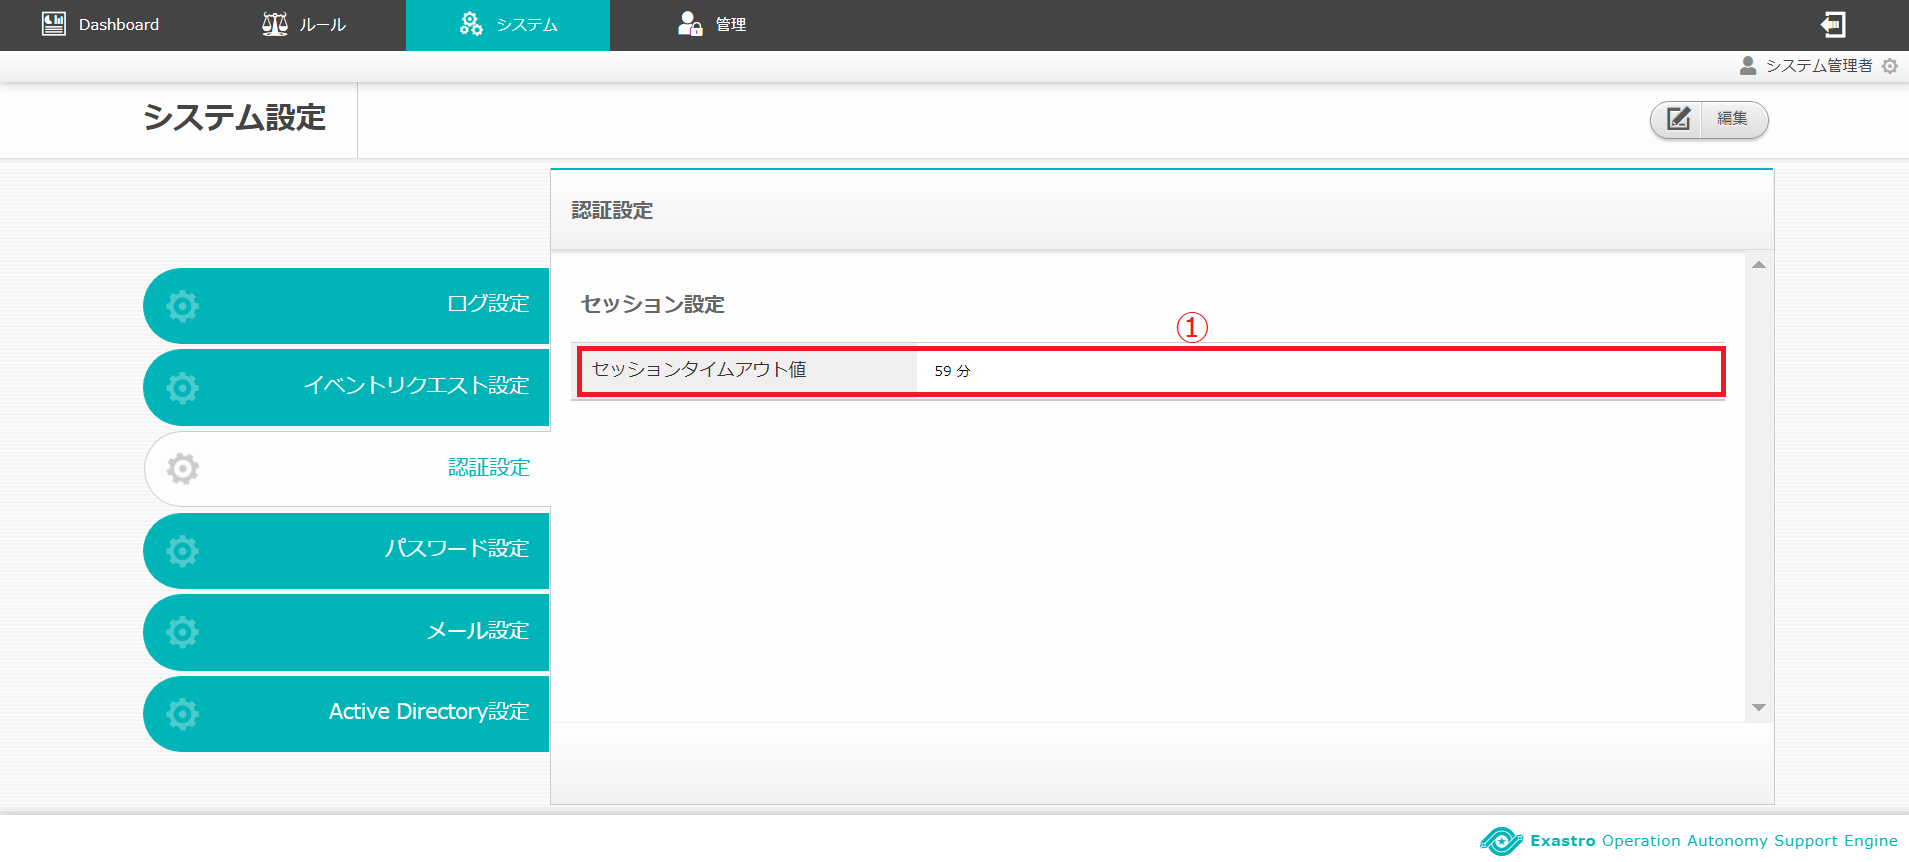 Dashboard ルール システム 管理
システム管理者
システム設定
編集
認証設定
セッション設定
①
セッションタイムアウト値 59 分
ログ設定
イベントリクエスト設定
認証設定
パスワード設定
メール設定
Active Directory設定
Exastro Operation Autonomy Support Engine